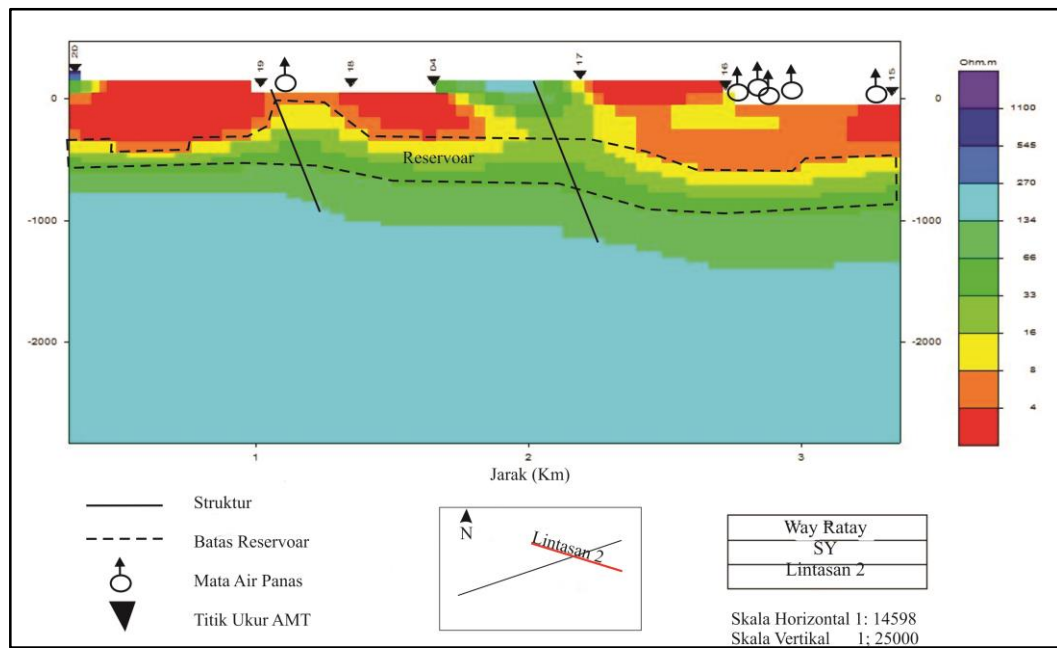 2D
19
18
D4
17
16
15
Ohm.m
0
-1000
-2000
0
-1000
-2000
1100
545
270
134
66
33
16
8
4
Reservoar
1
2
3
Jarak (Km)
Struktur
Batas Reservoar
Mata Air Panas
Titik Ukur AMT
N
Lintasan 2
Way Ratay
SY
Lintasan 2
Skala Horizontal 1: 14598
Skala Vertikal 1; 25000